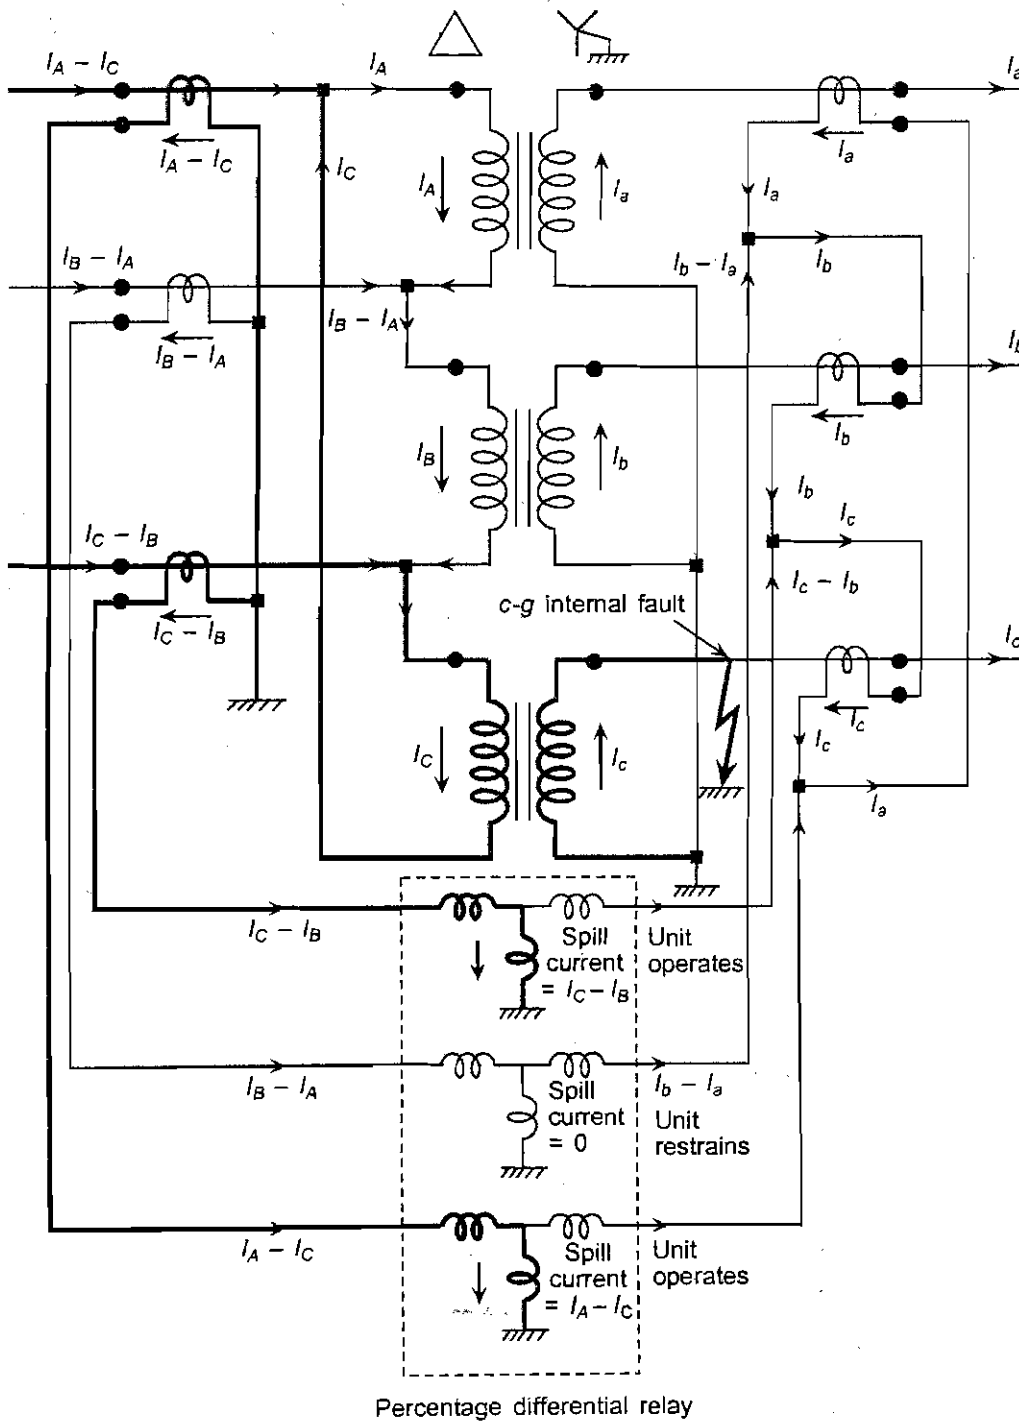 I_A – I_C
I_A
I_a
I_A – I_C
I_C
I_A
I_a
I_a
I_a
I_B – I_A
I_B – I_A
I_B – I_A
I_b – I_a
I_b
I_b
I_B
I_b
I_b
I_b
I_C – I_B
I_c
I_C – I_B
c-g internal fault
I_c – I_b
I_c
I_C
I_c
I_c
I_c
I_a
I_C – I_B
Spill
current
= I_C – I_B
Unit
operates
I_B – I_A
I_b – I_a
Spill
current
= 0
Unit
restrains
I_A – I_C
Spill
current
= I_A – I_C
Unit
operates
Percentage differential relay